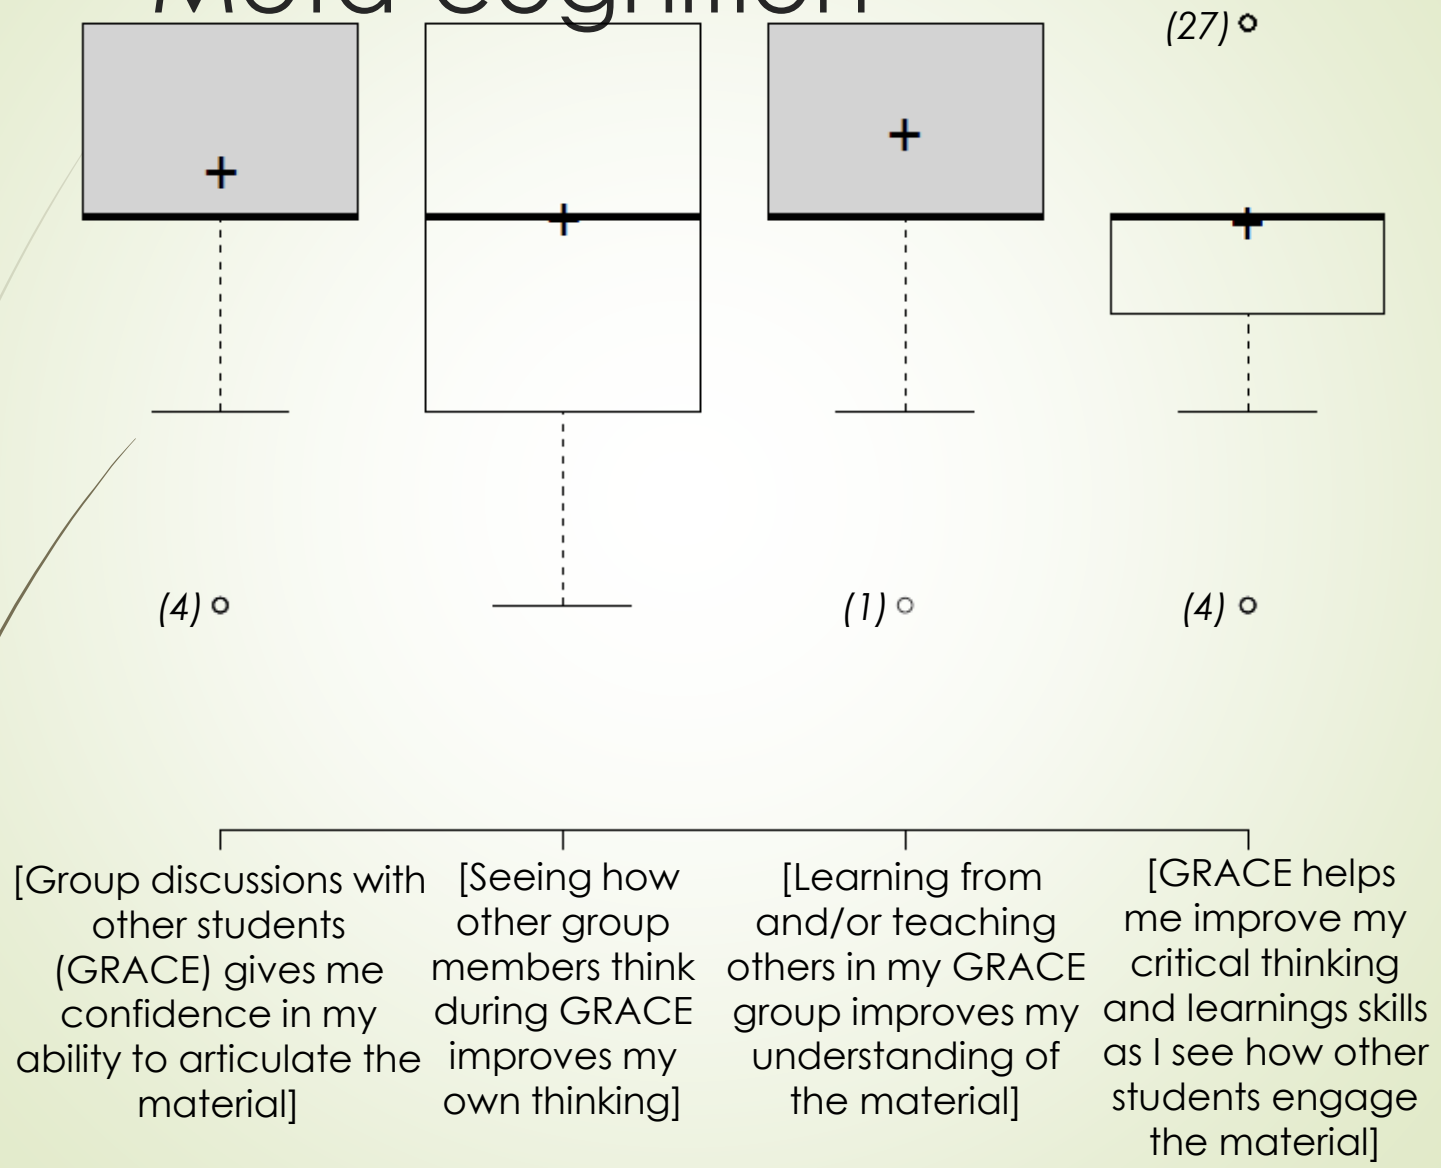 Meta-cognition
(27)
(4)
(1)
(4)
[Group discussions with
other students
(GRACE) gives me
confidence in my
ability to articulate the
material]
[Seeing how
other group
members think
during GRACE
improves my
own thinking]
[Learning from
and/or teaching
others in my GRACE
group improves my
understanding of
the material]
[GRACE helps
me improve my
critical thinking
and learnings skills
as I see how other
students engage
the material]